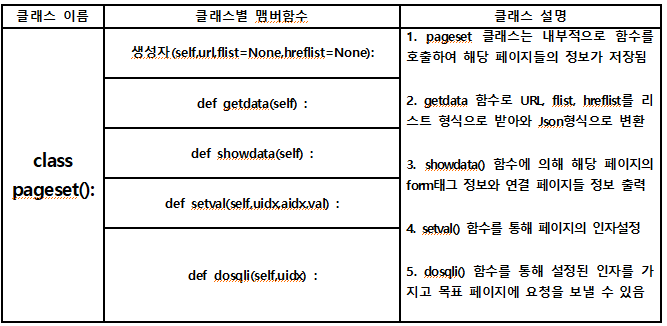 클래스 이름
클래스별 멤버함수
클래스 설명
class
pageset():
생성자(self,url,flist=None,hreflist=None):
def getdata(self) :
def showdata(self) :
def setval(self,uidx,aidx,val) :
def dosqli(self,uidx) :
1. pageset 클래스는 내부적으로 함수를
호출하여 해당 페이지들의 정보가 저장됨
2. getdata 함수로 URL, flist, hreflist를 리
스트 형식으로 받아와 Json형식으로 변환
3. showdata() 함수에 의해 해당 페이지의
form태그 정보와 연결 페이지들 정보 출력
4. setval() 함수를 통해 페이지의 인자설정
5. dosqli() 함수를 통해 설정된 인자를 가
지고 목표 페이지에 요청을 보낼 수 있음